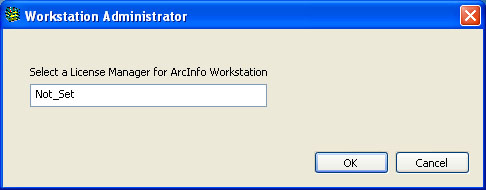 Workstation Administrator
Select a License Manager for ArcInfo Workstation
Not_Set
OK Cancel